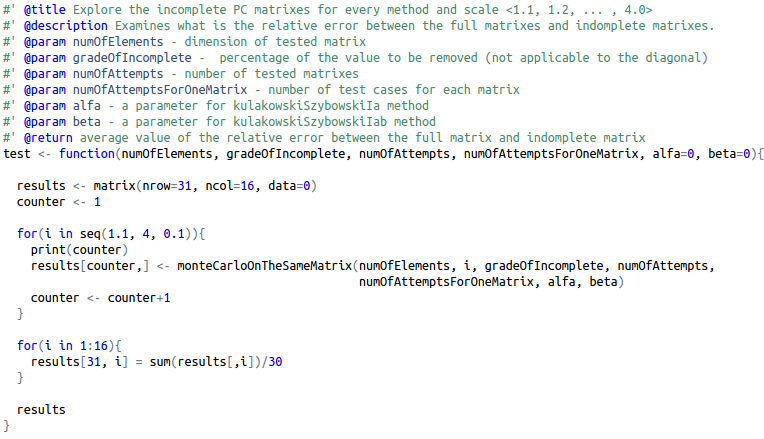 #' @title Explore the incomplete PC matrixes for every method and scale <1.1, 1.2, ... , 4.0>
#' @description Examines what is the relative error between the full matrixes and indomplete matrixes.
#' @param numOfElements - dimension of tested matrix
#' @param gradeOfIncomplete -  percentage of the value to be removed (not applicable to the diagonal)
#' @param numOfAttempts - number of tested matrixes
#' @param numOfAttemptsForOneMatrix - number of test cases for each matrix
#' @param alfa - a parameter for kulakowskiSzybowskiIa method
#' @param beta - a parameter for kulakowskiSzybowskiIab method
#' @return average value of the relative error between the full matrix and indomplete matrix
test <- function(numOfElements, gradeOfIncomplete, numOfAttempts, numOfAttemptsForOneMatrix, alfa=0, beta=0){
  results <- matrix(nrow=31, ncol=16, data=0)
  counter <- 1
  for(i in seq(1.1, 4, 0.1)){
    print(counter)
    results[counter,] <- monteCarloOnTheSameMatrix(numOfElements, i, gradeOfIncomplete, numOfAttempts,
                                                   numOfAttemptsForOneMatrix, alfa, beta)
    counter <- counter+1
  }
  for(i in 1:16){
    results[31, i] = sum(results[,i])/30
  }
  results
}